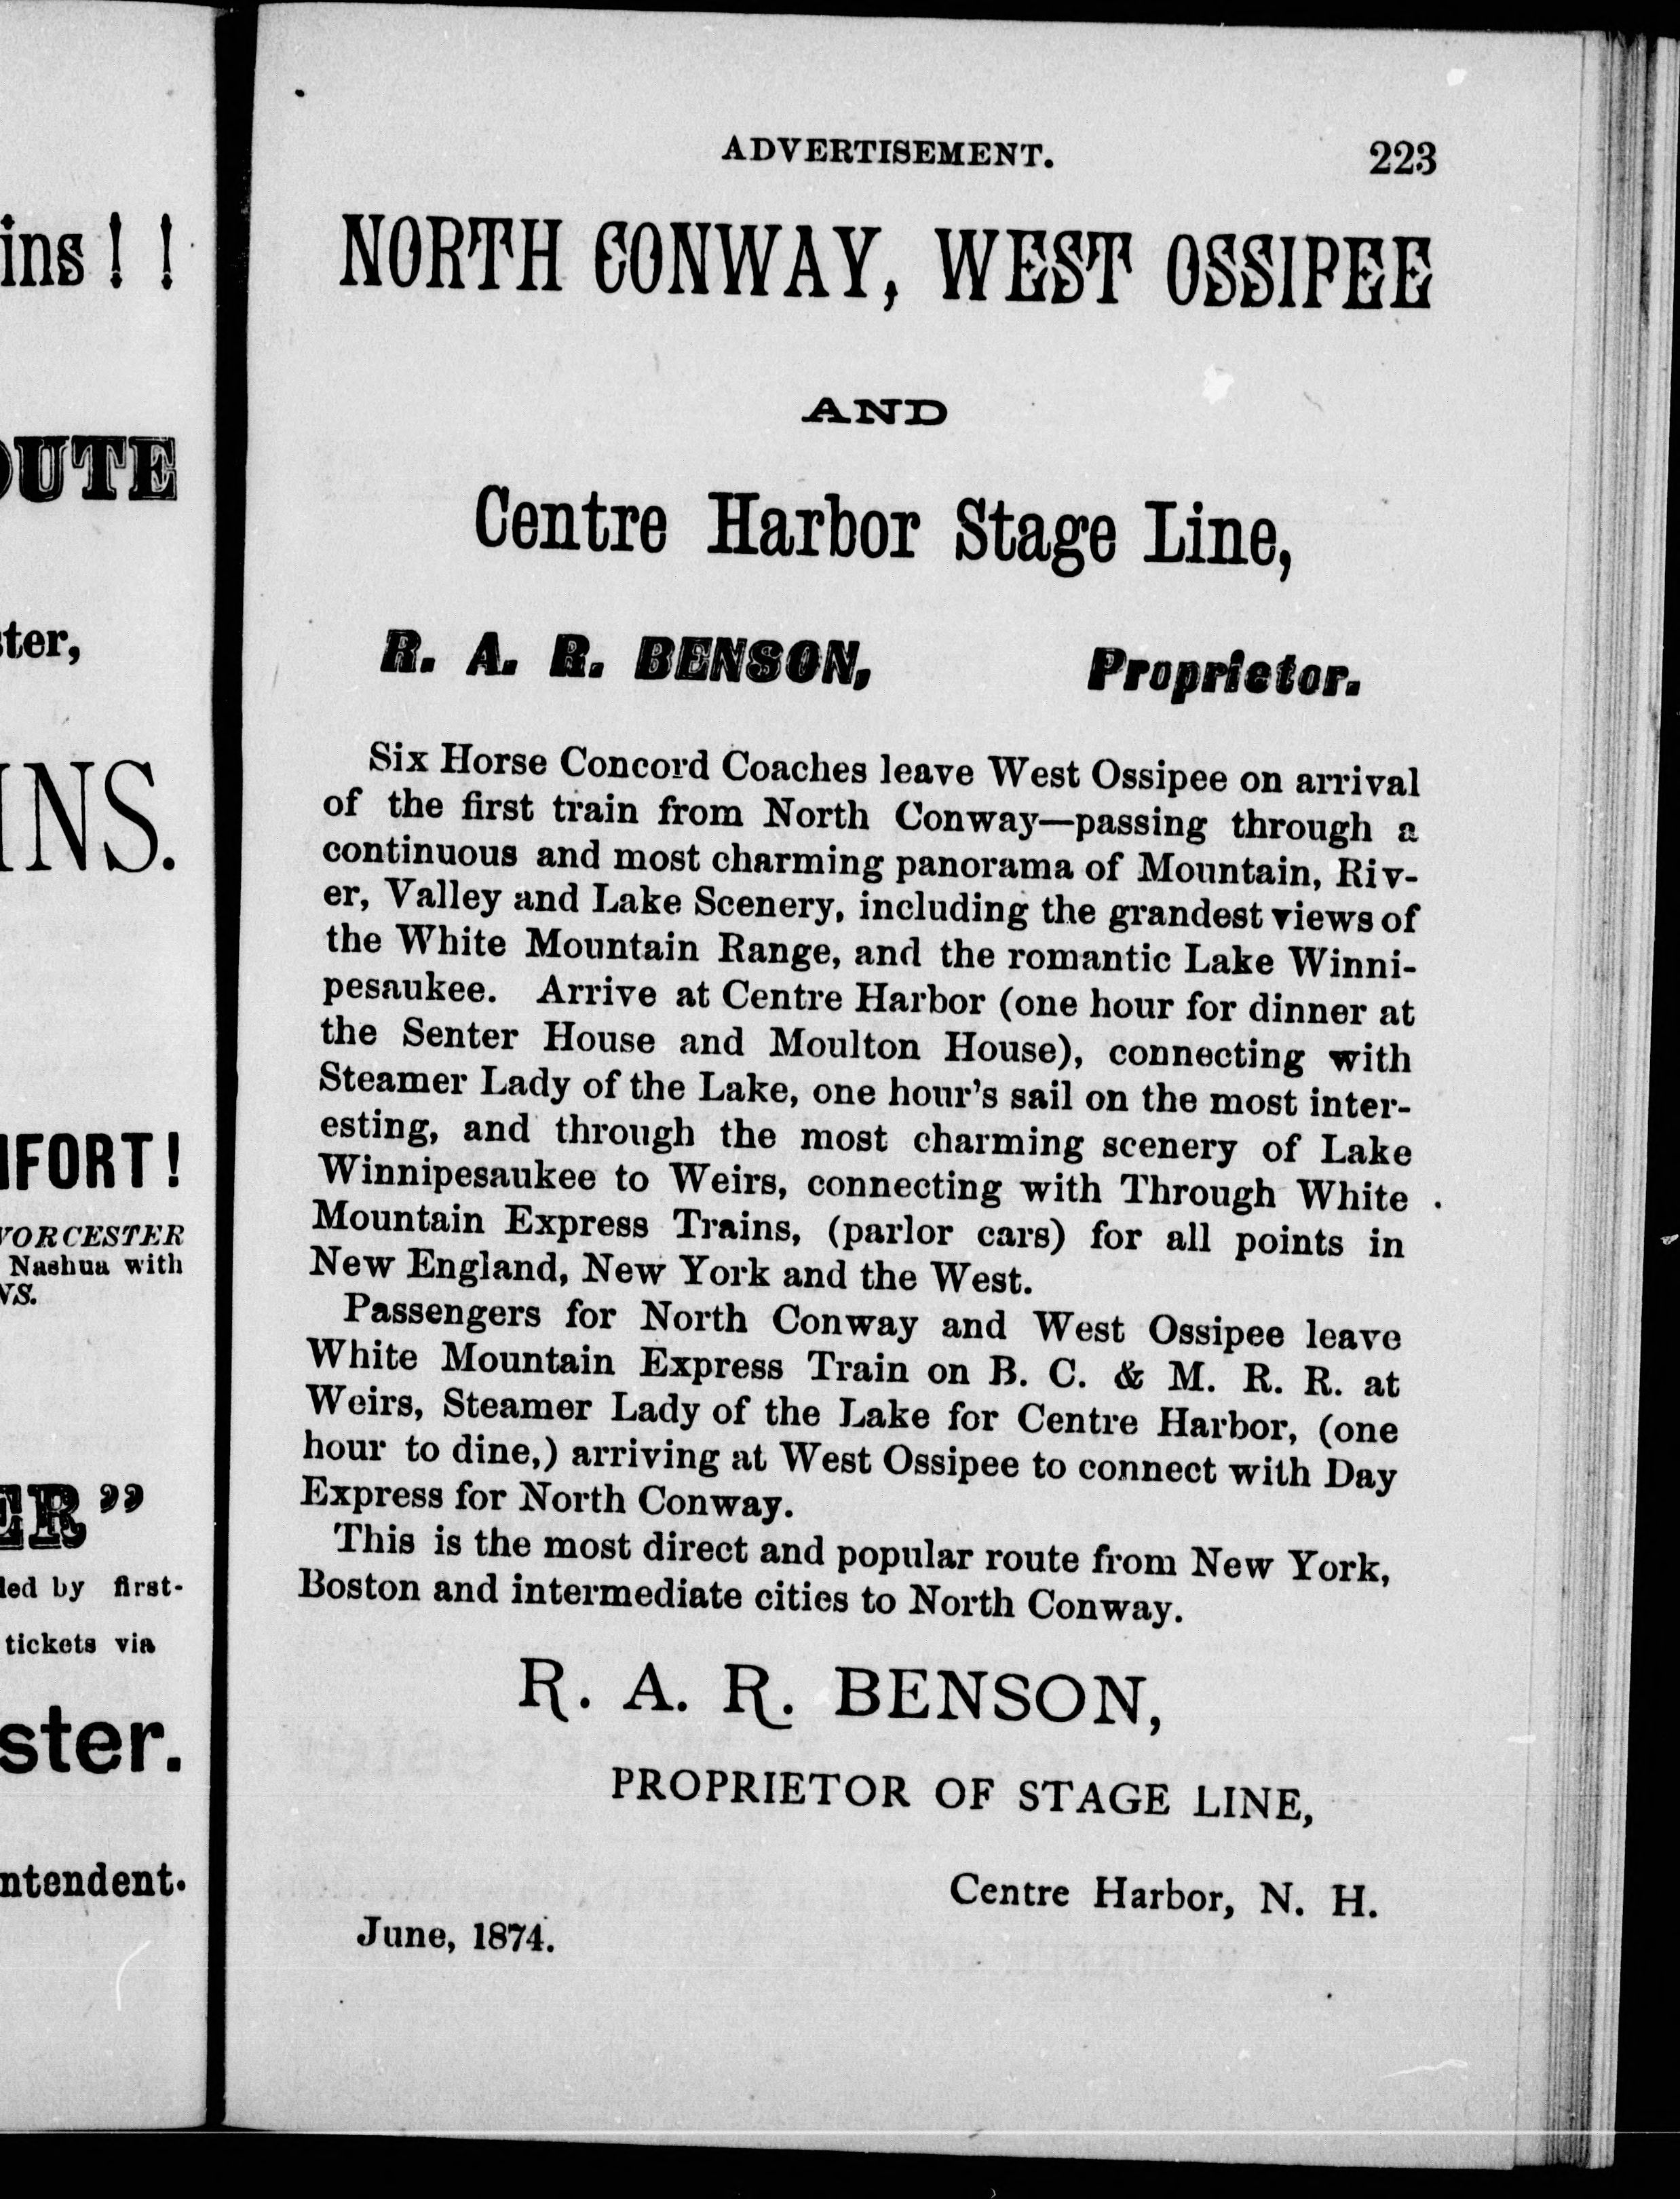 ins ! !
OUTE
ster,
INS.
MFORT!
WORCESTER
Nashua with
NS.
ER"
led by first-
tickets via
ster.
ntendent.
ADVERTISEMENT. 223
NORTH CONWAY, WEST OSSIPEE
AND
Centre Harbor Stage Line,
R. A. R. BENSON, Proprietor.
Six Horse Concord Coaches leave West Ossipee on arrival
of the first train from North Conway—passing through a
continuous and most charming panorama of Mountain, Riv-
er, Valley and Lake Scenery, including the grandest views of
the White Mountain Range, and the romantic Lake Winni-
pesaukee. Arrive at Centre Harbor (one hour for dinner at
the Senter House and Moulton House), connecting with
Steamer Lady of the Lake, one hour's sail on the most inter-
esting, and through the most charming scenery of Lake
Winnipesaukee to Weirs, connecting with Through White
Mountain Express Trains, (parlor cars) for all points in
New England, New York and the West.
Passengers for North Conway and West Ossipee leave
White Mountain Express Train on B. C. & M. R. R. at
Weirs, Steamer Lady of the Lake for Centre Harbor, (one
hour to dine,) arriving at West Ossipee to connect with Day
Express for North Conway.
This is the most direct and popular route from New York,
Boston and intermediate cities to North Conway.
R. A. R. BENSON,
PROPRIETOR OF STAGE LINE,
Centre Harbor, N. H.
June, 1874.